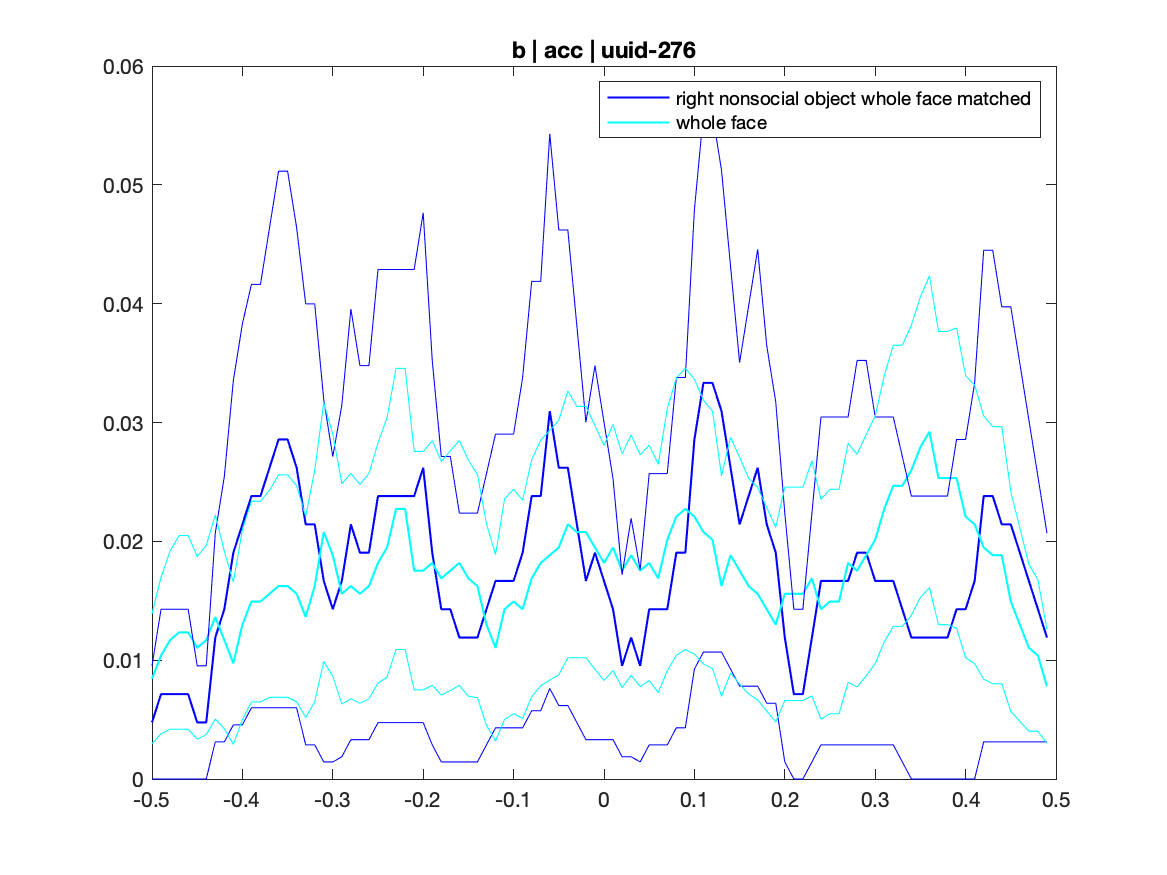 b | acc | uuid-276
right nonsocial object whole face matched
whole face
0.06
0.05
0.04
0.03
0.02
0.01
0
-0.5 -0.4 -0.3 -0.2 -0.1 0 0.1 0.2 0.3 0.4 0.5